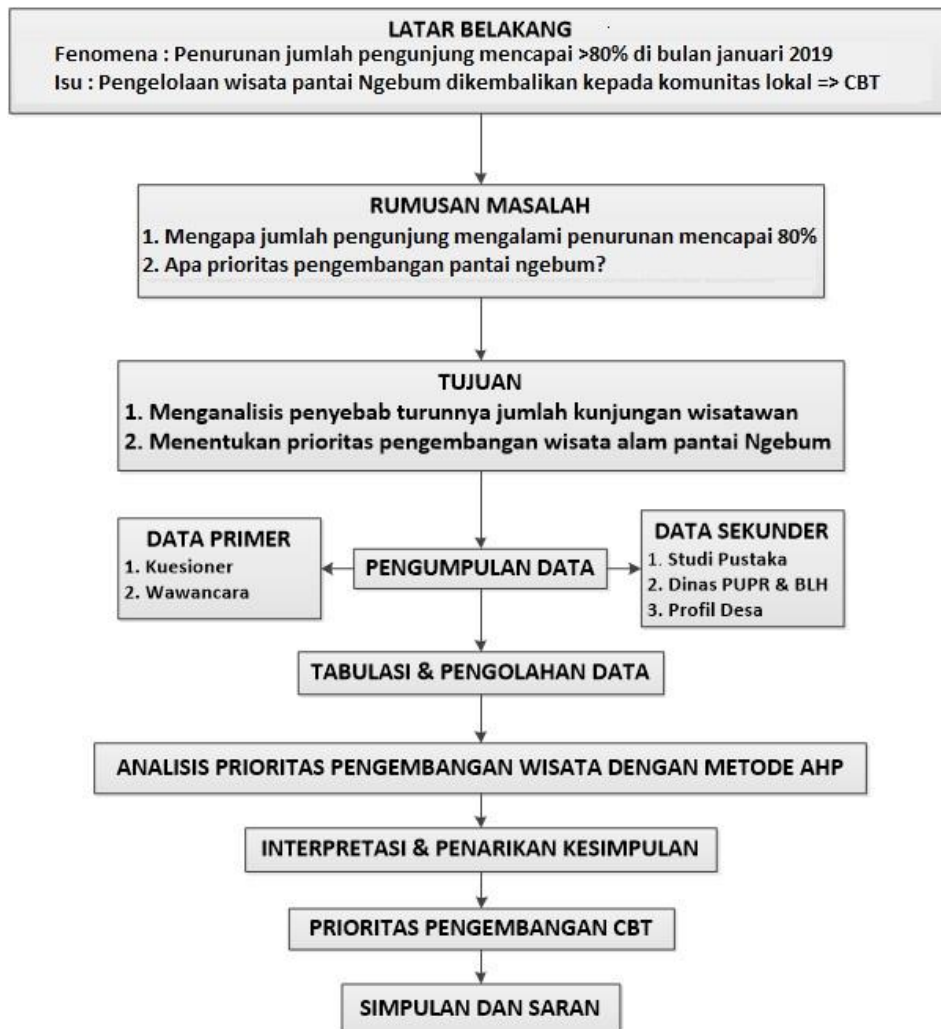 LATAR BELAKANG
Fenomena : Penurunan jumlah pengunjung mencapai >80% di bulan januari 2019
Isu : Pengelolaan wisata pantai Ngebum dikembalikan kepada komunitas lokal => CBT
RUMUSAN MASALAH
1. Mengapa jumlah pengunjung mengalami penurunan mencapai 80%
2. Apa prioritas pengembangan pantai ngebum?
TUJUAN
1. Menganalisis penyebab turunnya jumlah kunjungan wisatawan
2. Menentukan prioritas pengembangan wisata alam pantai Ngebum
DATA PRIMER
1. Kuesioner
2. Wawancara
PENGUMPULAN DATA
DATA SEKUNDER
1. Studi Pustaka
2. Dinas PUPR & BLH
3. Profil Desa
TABULASI & PENGOLAHAN DATA
ANALISIS PRIORITAS PENGEMBANGAN WISATA DENGAN METODE AHP
INTERPRETASI & PENARIKAN KESIMPULAN
PRIORITAS PENGEMBANGAN CBT
SIMPULAN DAN SARAN